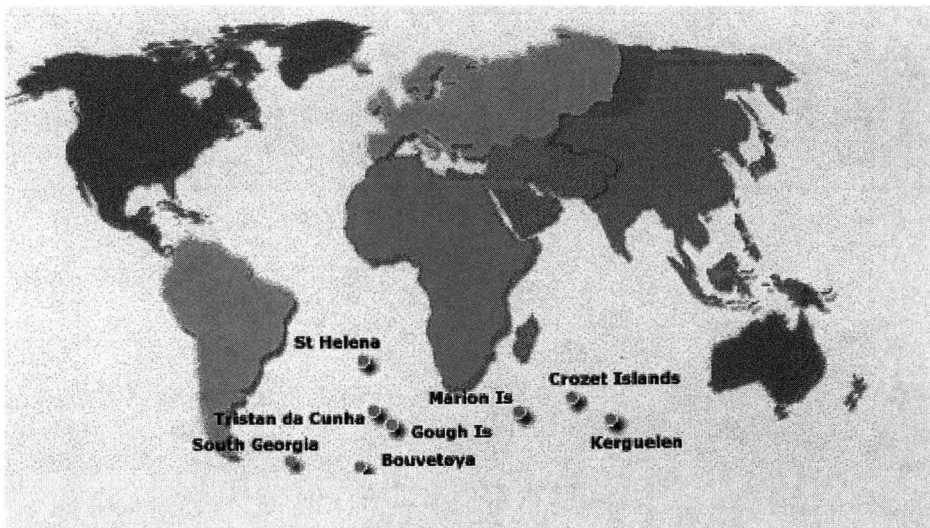 St Helena
Crozet Islands
Marion Is
Tristan da Cunha
Gough Is
South Georgia
Kerguelen
Bouvetøya